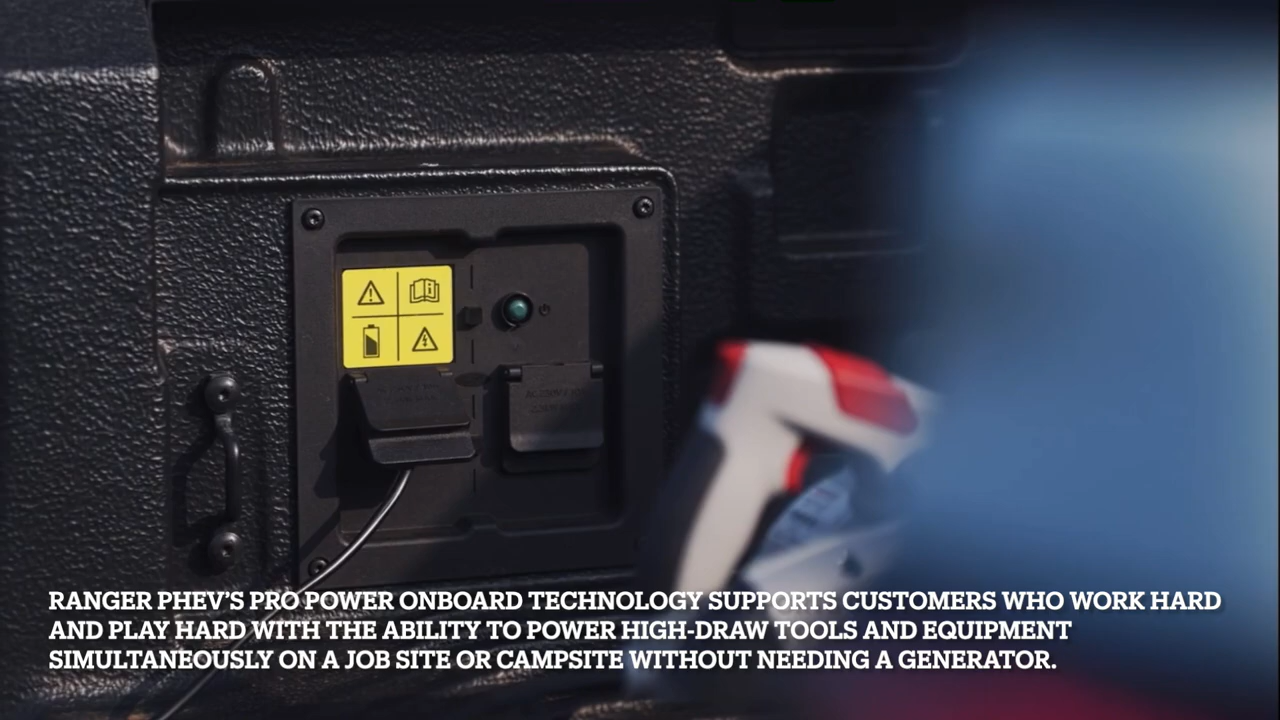 RANGER PHEV'S PRO POWER ONBOARD TECHNOLOGY SUPPORTS CUSTOMERS WHO WORK HARD
AND PLAY HARD WITH THE ABILITY TO POWER HIGH-DRAW TOOLS AND EQUIPMENT
SIMULTANEOUSLY ON A JOB SITE OR CAMPSITE WITHOUT NEEDING A GENERATOR.